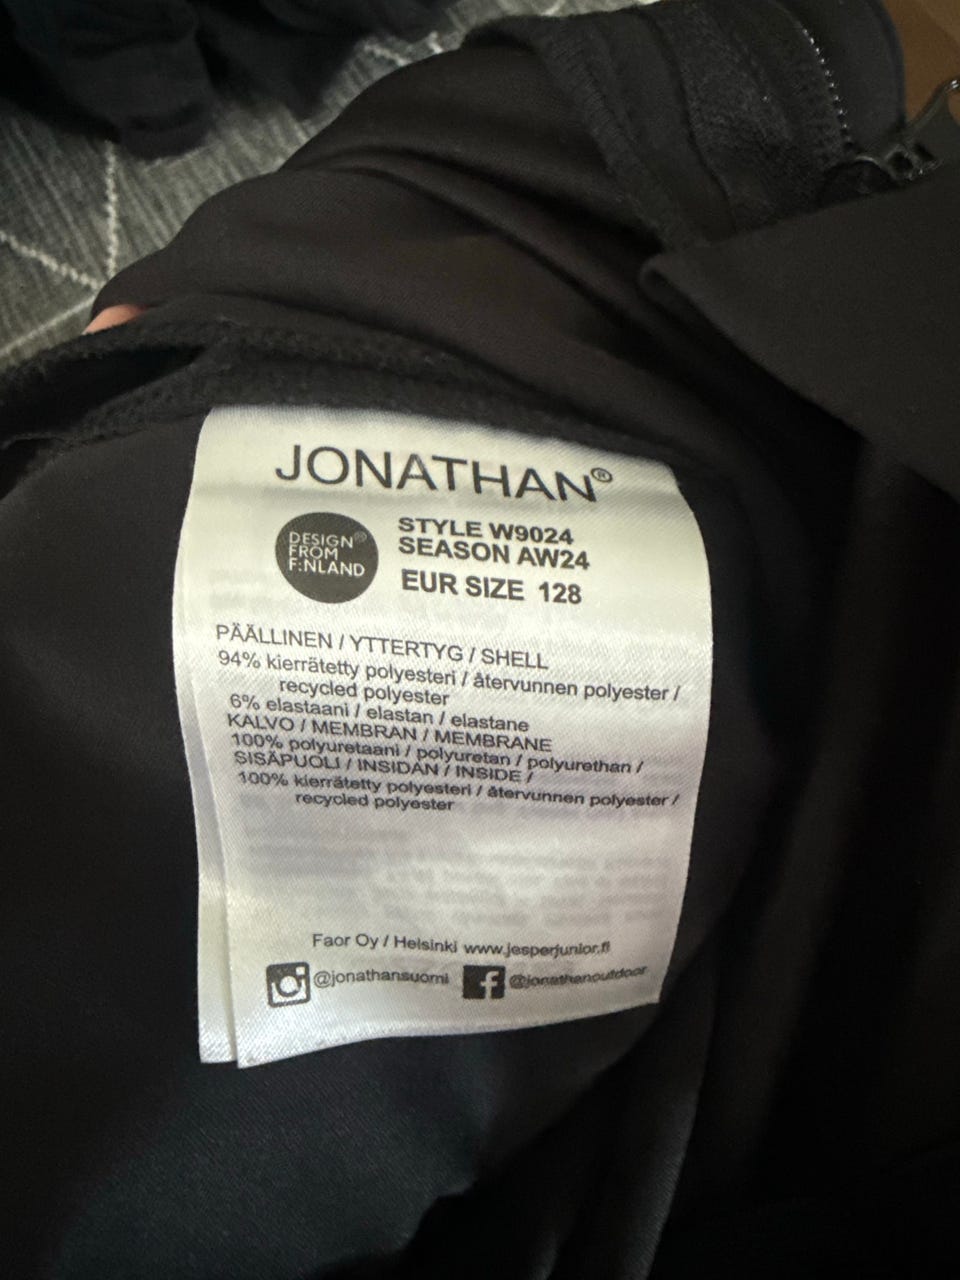 JONATHAN®
DESIGN®
FROM
F:NLAND
STYLE W9024
SEASON AW24
EUR SIZE 128
PÄÄLLINEN / YTTERTYG / SHELL
94% kierrätetty polyesteri / återvunnen polyester /
recycled polyester
6% elastaani / elastan / elastane
KALVO / MEMBRAN / MEMBRANE
100% polyuretaani / polyuretan / polyurethan /
SISÄPUOLI / INSIDAN / INSIDE /
100% kierrätetty polyesteri / återvunnen polyester /
recycled polyester
Faor Oy / Helsinki www.jesperjunior.fi
@jonathansuomi @jonathanoutdoor